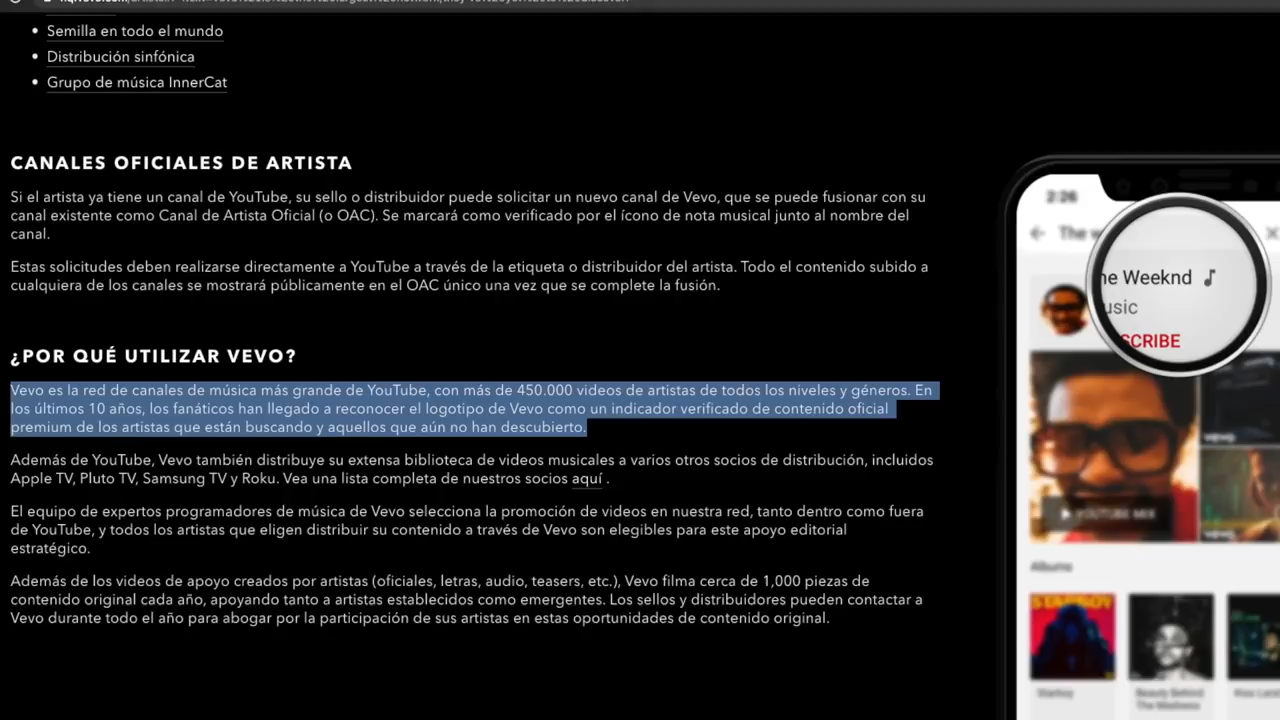 Semilla en todo el mundo
Distribución sinfónica
Grupo de música InnerCat
CANALES OFICIALES DE ARTISTA
Si el artista ya tiene un canal de YouTube, su sello o distribuidor puede solicitar un nuevo canal de Vevo, que se puede fusionar con su
canal existente como Canal de Artista Oficial (o OAC). Se marcará como verificado por el ícono de nota musical junto al nombre del
canal.
Estas solicitudes deben realizarse directamente a YouTube a través de la etiqueta o distribuidor del artista. Todo el contenido subido a
cualquiera de los canales se mostrará públicamente en el OAC único una vez que se complete la fusión.
¿POR QUÉ UTILIZAR VEVO?
Vevo es la red de canales de música más grande de YouTube, con más de 450.000 videos de artistas de todos los niveles y géneros. En
los últimos 10 años, los fanáticos han llegado a reconocer el logotipo de Vevo como un indicador verificado de contenido oficial
premium de los artistas que están buscando y aquellos que aún no han descubierto.
Además de YouTube, Vevo también distribuye su extensa biblioteca de videos musicales a varios otros socios de distribución, incluidos
Apple TV, Pluto TV, Samsung TV y Roku. Vea una lista completa de nuestros socios aquí .
El equipo de expertos programadores de música de Vevo selecciona la promoción de videos en nuestra red, tanto dentro como fuera
de YouTube, y todos los artistas que eligen distribuir su contenido a través de Vevo son elegibles para este apoyo editorial
estratégico.
Además de los videos de apoyo creados por artistas (oficiales, letras, audio, teasers, etc.), Vevo filma cerca de 1,000 piezas de
contenido original cada año, apoyando tanto a artistas establecidos como emergentes. Los sellos y distribuidores pueden contactar a
Vevo durante todo el año para abogar por la participación de sus artistas en estas oportunidades de contenido original.
2:26
The w
he Weeknd
usic
SCRIBE
vevo
YOUTUBE MIX
vevo
Albums
STARBOY
Starboy
Beauty Behind
The Madness
Kiss Land